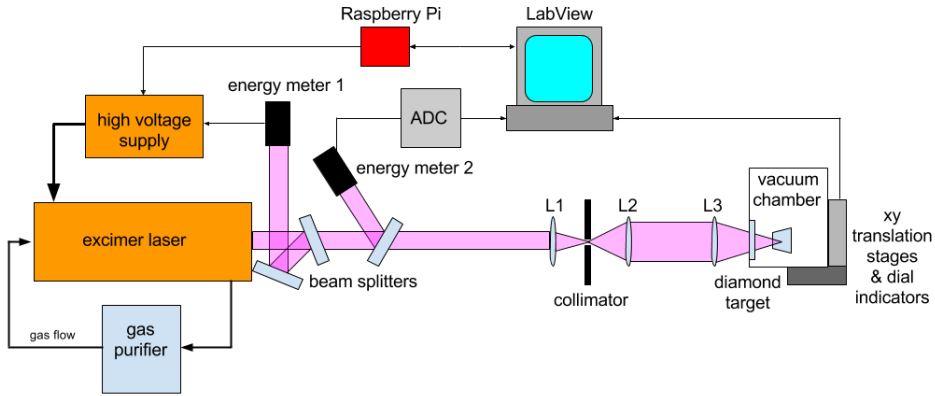 Raspberry Pi
LabView
energy meter 1
high voltage
supply
ADC
energy meter 2
vacuum
chamber
L1
L2
L3
excimer laser
beam splitters
collimator
diamond
target
xy
translation
stages
& dial
indicators
gas flow
gas
purifier